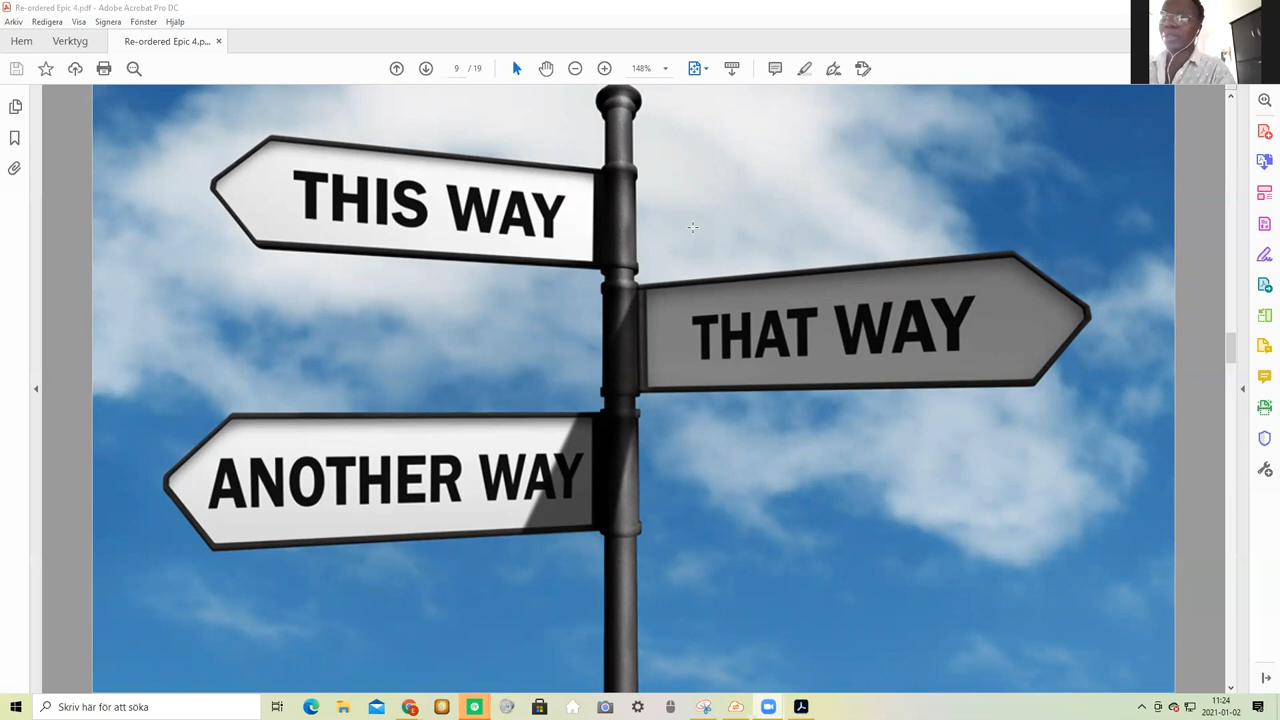 Re-ordered Epic 4.pdf - Adobe Acrobat Pro DC
Arkiv Redigera Visa Signera Fönster Hjälp
Hem Verktyg Re-ordered Epic 4.p...
9 / 19 148%
THIS WAY
THAT WAY
ANOTHER WAY
Skriv här för att söka
11:24
2021-01-02